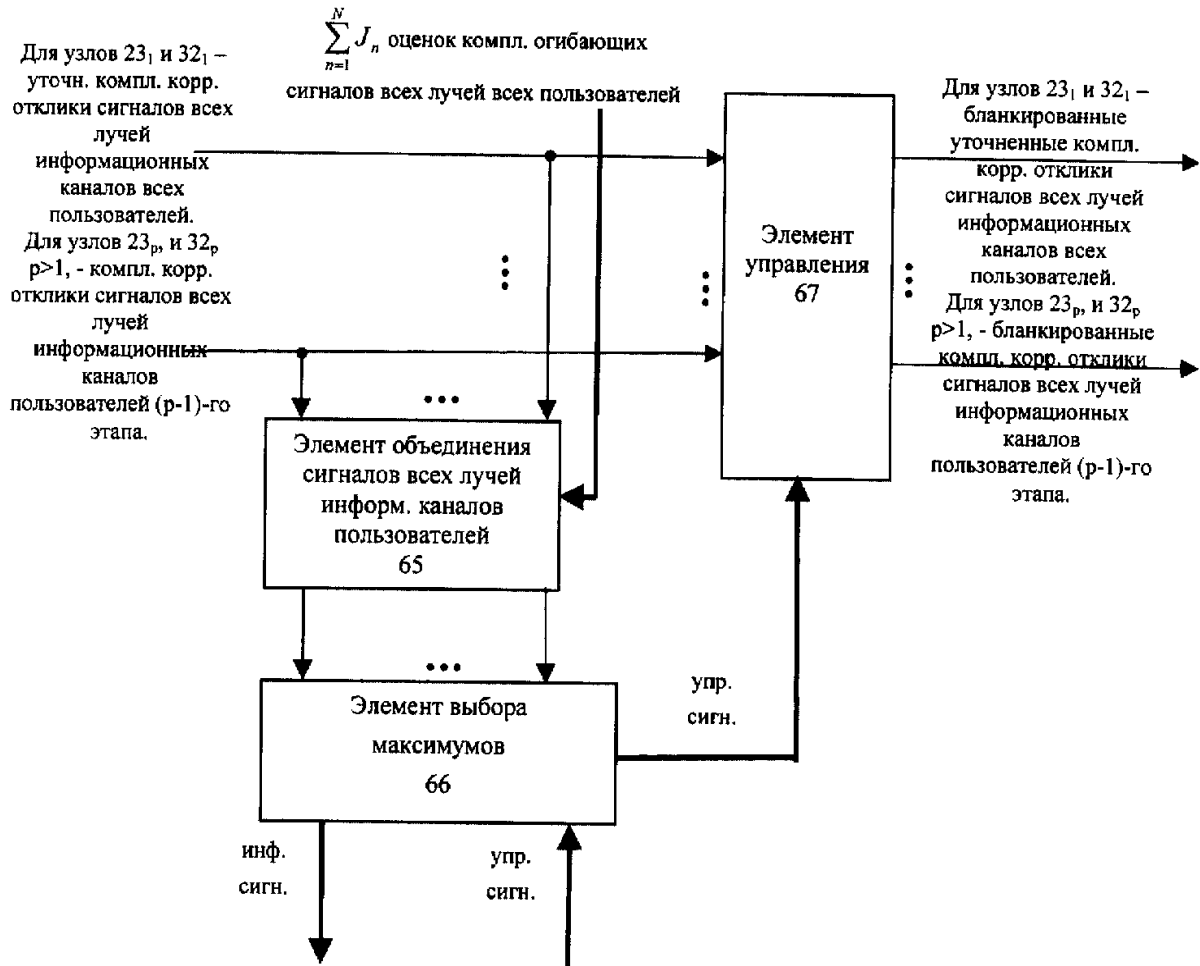 Для узлов 23₁ и 32₁ –
уточн. компл. корр.
отклики сигналов всех
лучей
информационных
каналов всех
пользователей.
Для узлов 23ₚ, и 32ₚ
p>1, - компл. корр.
отклики сигналов всех
лучей
информационных
каналов
пользователей (p-1)-го
этапа.
N
∑ Jₙ оценок компл. огибающих
n=1
сигналов всех лучей всех пользователей
Элемент
управления
67
Для узлов 23₁ и 32₁ –
бланкированные
уточненные компл.
корр. отклики
сигналов всех лучей
информационных
каналов всех
пользователей.
Для узлов 23ₚ, и 32ₚ
p>1, - бланкированные
компл. корр. отклики
сигналов всех лучей
информационных
каналов
пользователей (p-1)-го
этапа.
Элемент объединения
сигналов всех лучей
информ. каналов
пользователей
65
Элемент выбора
максимумов
66
упр.
сигн.
инф.
сигн.
упр.
сигн.